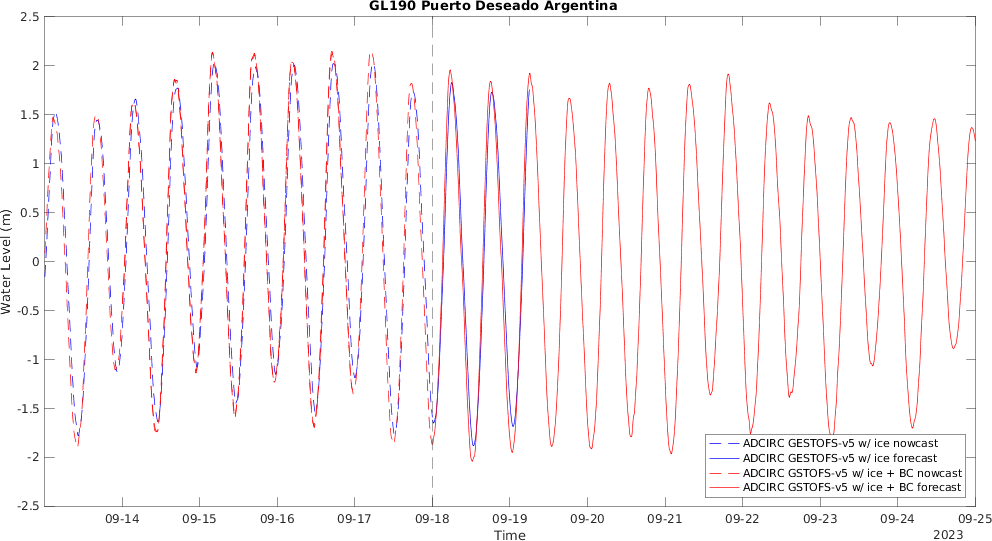 GL190 Puerto Deseado Argentina
2.5
2
1.5
1
0.5
0
-0.5
-1
-1.5
-2
-2.5
Water Level (m)
ADCIRC GESTOFS-v5 w/ ice nowcast
ADCIRC GESTOFS-v5 w/ ice forecast
ADCIRC GSTOFS-v5 w/ ice + BC nowcast
ADCIRC GSTOFS-v5 w/ ice + BC forecast
09-14 09-15 09-16 09-17 09-18 09-19 09-20 09-21 09-22 09-23 09-24 09-25
Time
2023